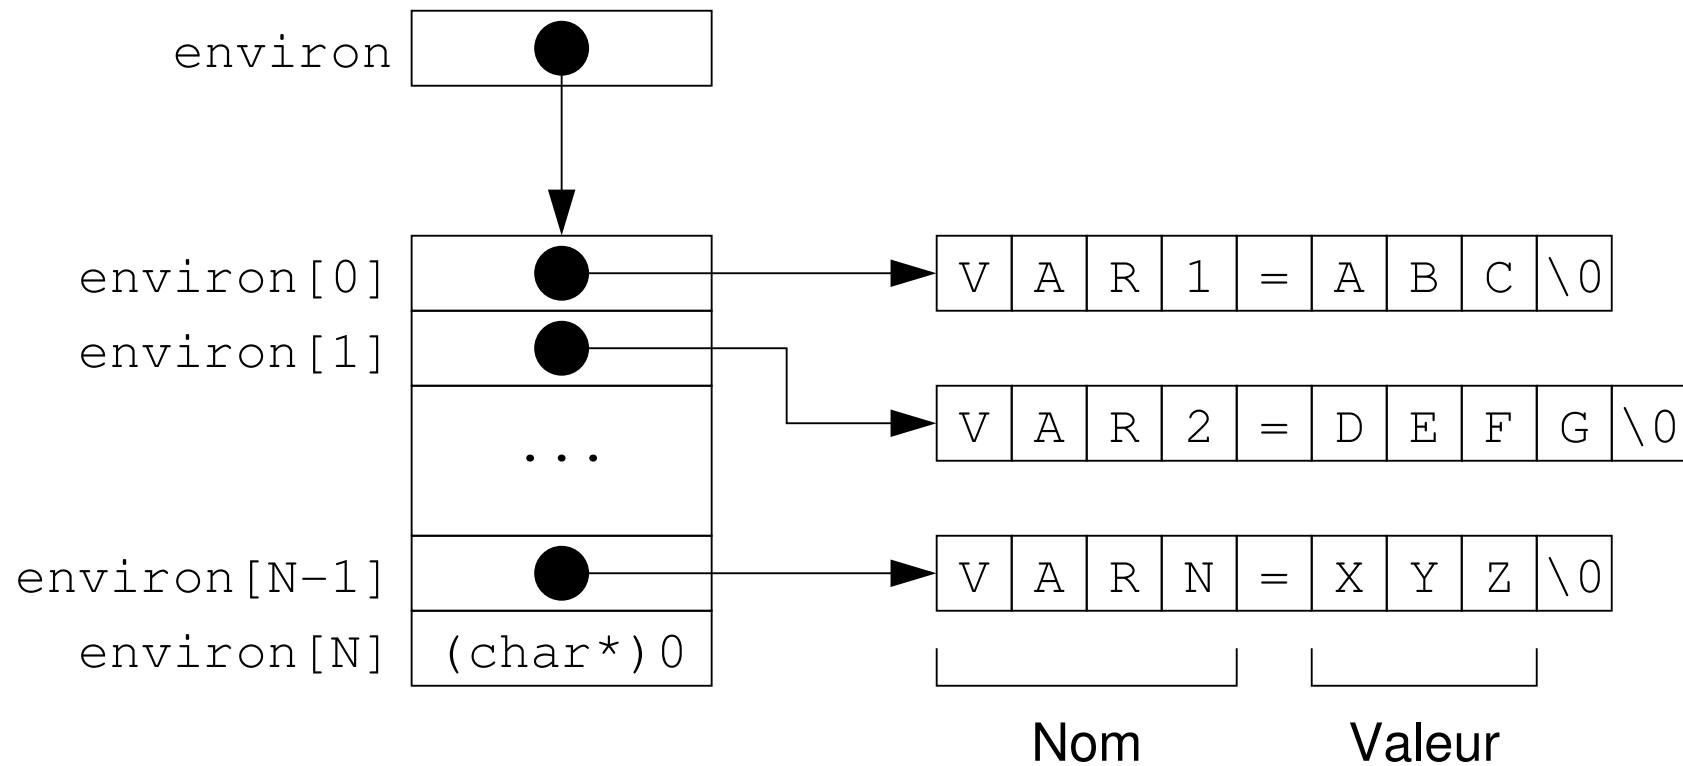 environ
environ[0] V A R 1 = A B C \0
environ[1]
V A R 2 = D E F G \0
...
environ[N-1] V A R N = X Y Z \0
environ[N] (char*)0
Nom Valeur